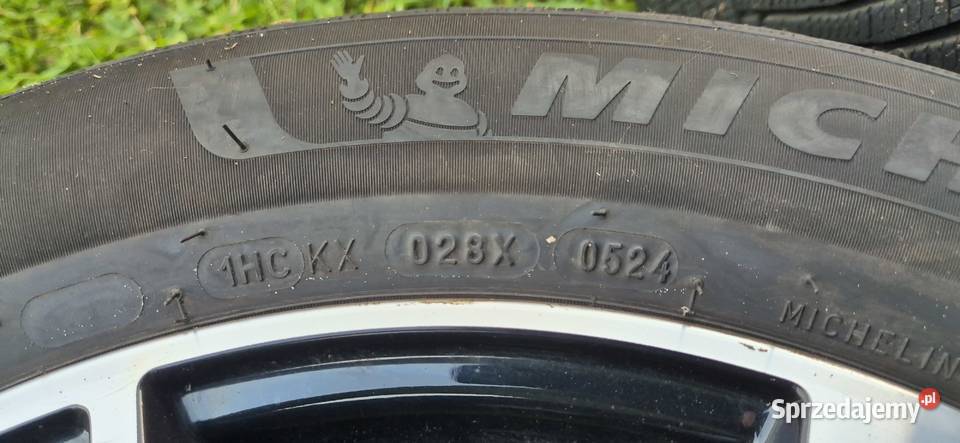 MICH
1HC KX 028X 0524
MICHELIN
Sprzedajemy.pl